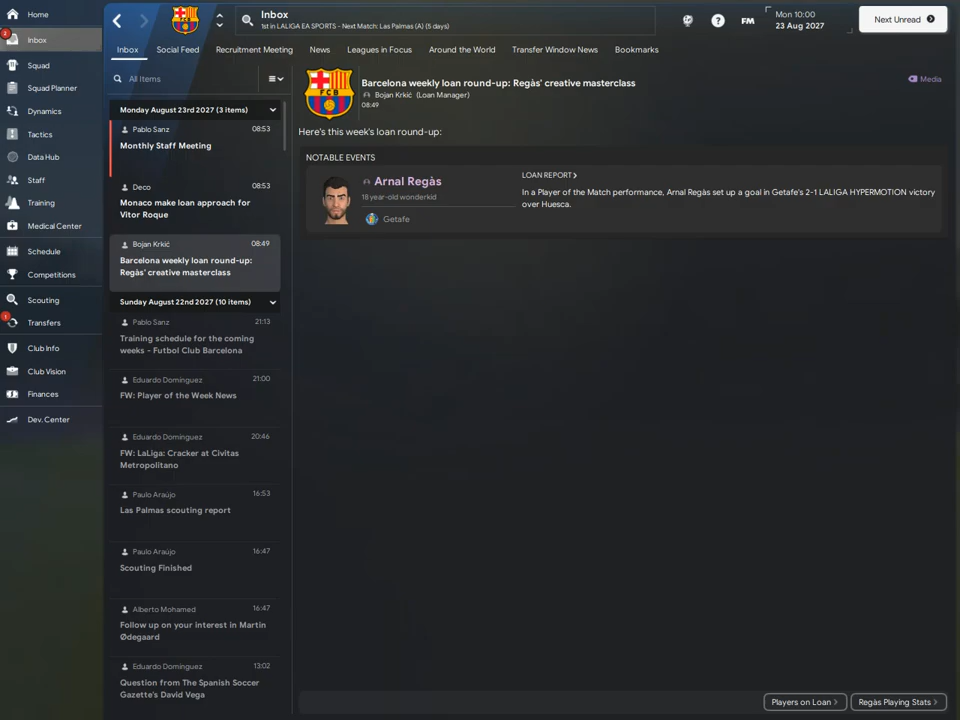 Home
2
Inbox
Squad
Squad Planner
Dynamics
Tactics
Data Hub
Staff
Training
Medical Center
Schedule
Competitions
Scouting
1
Transfers
Club Info
Club Vision
Finances
Dev. Center
FCB
Inbox
1st in LALIGA EA SPORTS - Next Match: Las Palmas (A) (5 days)
?
FM
Mon 10:00
23 Aug 2027
Next Unread
Inbox
Social Feed
Recruitment Meeting
News
Leagues in Focus
Around the World
Transfer Window News
Bookmarks
All Items
Monday August 23rd 2027 (3 items)
Pablo Sanz
08:53
Monthly Staff Meeting
Deco
08:53
Monaco make loan approach for
Vitor Roque
Bojan Krkić
08:49
Barcelona weekly loan round-up:
Regàs' creative masterclass
Sunday August 22nd 2027 (10 items)
Pablo Sanz
21:13
Training schedule for the coming
weeks - Futbol Club Barcelona
Eduardo Domínguez
21:00
FW: Player of the Week News
Eduardo Domínguez
20:46
FW: LaLiga: Cracker at Civitas
Metropolitano
Paulo Araújo
16:53
Las Palmas scouting report
Paulo Araújo
16:47
Scouting Finished
Alberto Mohamed
16:47
Follow up on your interest in Martin
Ødegaard
Eduardo Domínguez
13:02
Question from The Spanish Soccer
Gazette's David Vega
FCB
Barcelona weekly loan round-up: Regàs' creative masterclass
Bojan Krkić (Loan Manager)
08:49
Media
Here's this week's loan round-up:
NOTABLE EVENTS
Arnal Regàs
18 year-old wonderkid
Getafe
LOAN REPORT
In a Player of the Match performance, Arnal Regàs set up a goal in Getafe's 2-1 LALIGA HYPERMOTION victory
over Huesca.
Players on Loan
Regàs Playing Stats